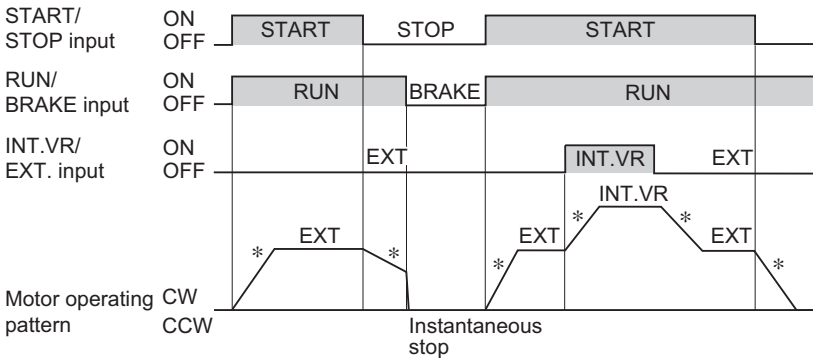 START/
STOP input
ON
OFF
START
STOP
START
RUN/
BRAKE input
ON
OFF
RUN
BRAKE
RUN
INT.VR/
EXT. input
ON
OFF
EXT
INT.VR
EXT
INT.VR
*
*
EXT
EXT
EXT
*
*
*
*
Motor operating
pattern
CW
CCW
Instantaneous
stop